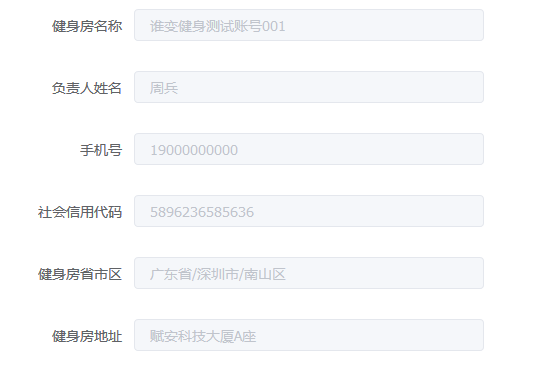 健身房名称 谁变健身测试账号001
负责人姓名 周兵
手机号 19000000000
社会信用代码 5896236585636
健身房省市区 广东省/深圳市/南山区
健身房地址 赋安科技大厦A座